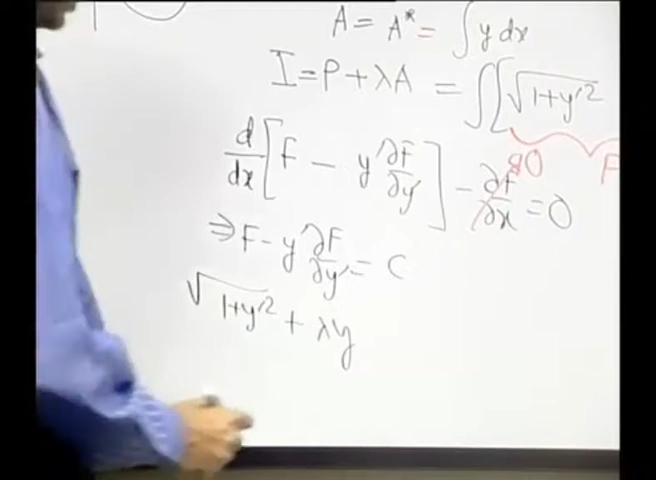 A = A* = ∫ y dx
I = P + λA = ∫[√1+y'²
d/dx [F − y' ∂F/∂y'] − ∂F/∂x = 0
F
⇒ F − y' ∂F/∂y' = C
√1+y'² + λy